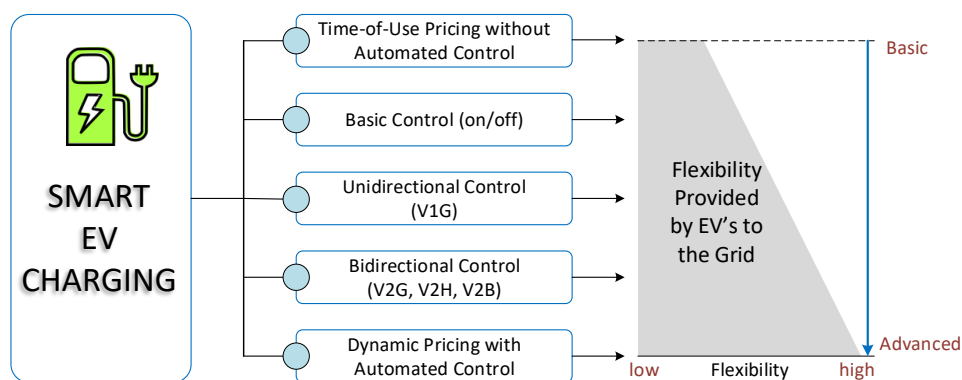 SMART
EV
CHARGING
Time-of-Use Pricing without
Automated Control
Basic Control (on/off)
Unidirectional Control
(V1G)
Bidirectional Control
(V2G, V2H, V2B)
Dynamic Pricing with
Automated Control
Flexibility
Provided
by EV's to
the Grid
Basic
Advanced
low
Flexibility
high